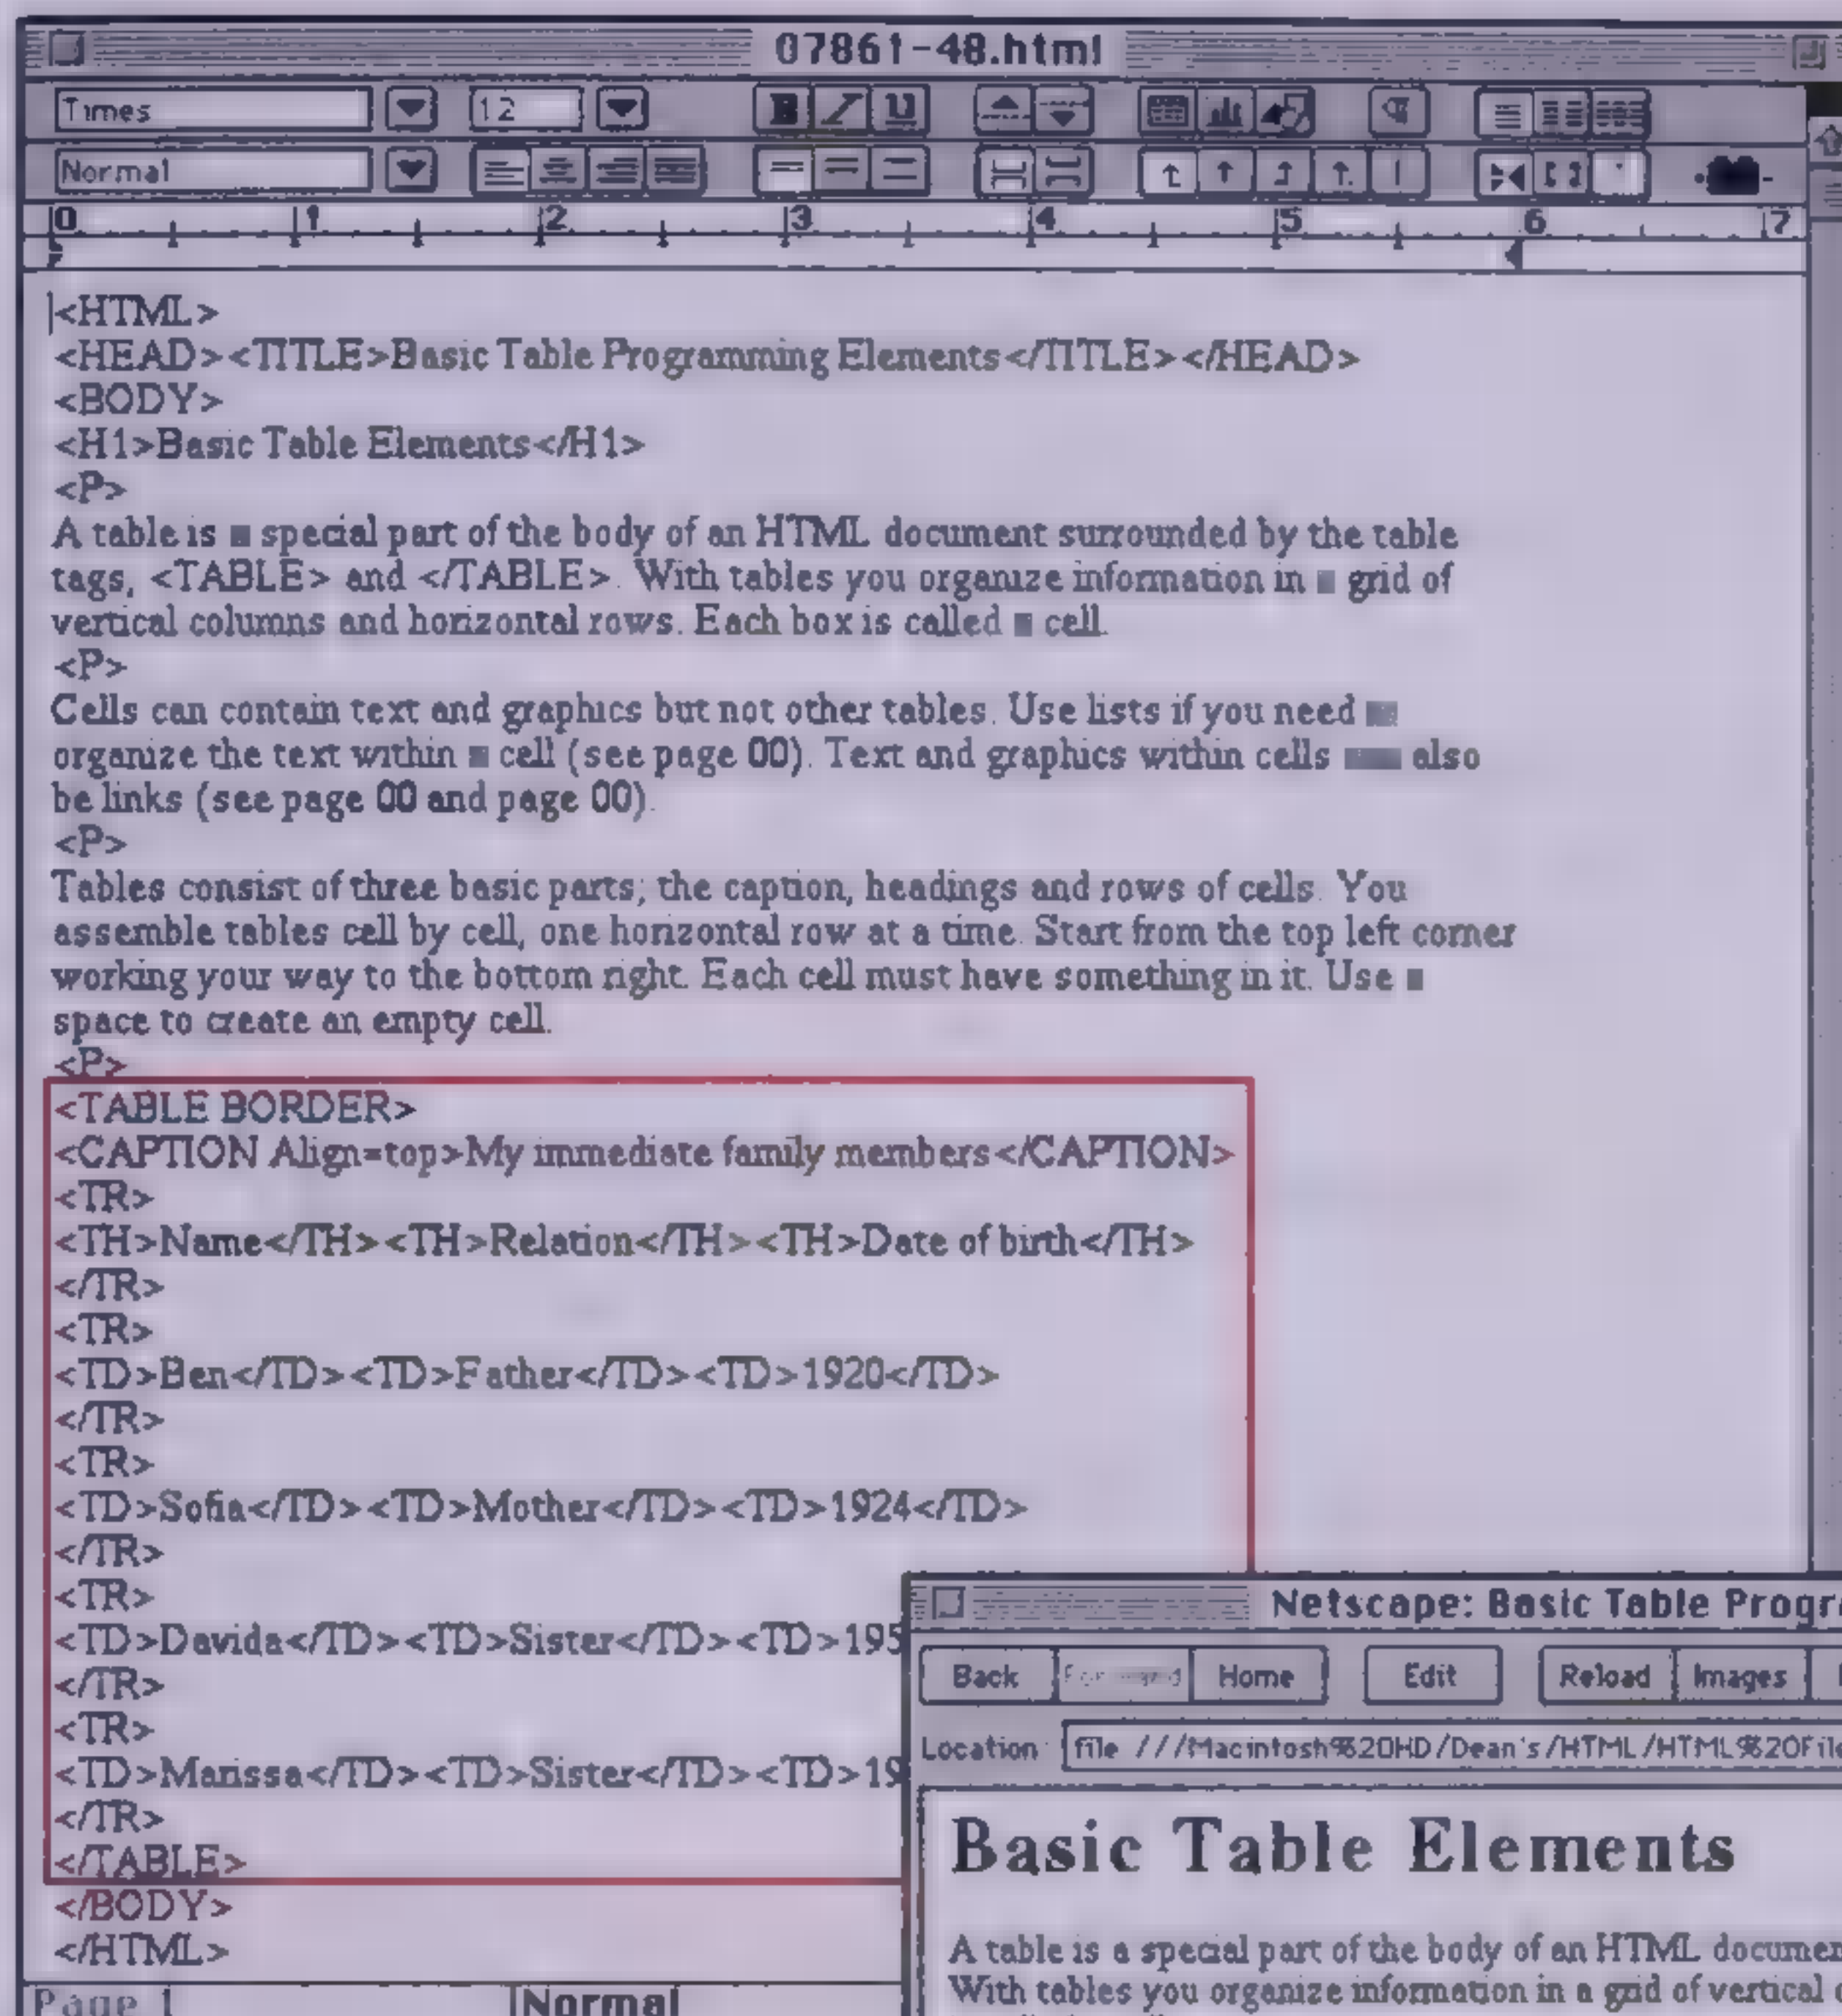 07861-48.html
Times 12 B I U
Normal
0 1 2 3 4 5 6 7
<HTML>
<HEAD><TITLE>Basic Table Programming Elements</TITLE></HEAD>
<BODY>
<H1>Basic Table Elements</H1>
<P>
A table is special part of the body of an HTML document surrounded by the table
tags, <TABLE> and </TABLE>. With tables you organize information in grid of
vertical columns and horizontal rows. Each box is called cell.
<P>
Cells can contain text and graphics but not other tables. Use lists if you need
organize the text within cell (see page 00). Text and graphics within cells also
be links (see page 00 and page 00).
<P>
Tables consist of three basic parts; the caption, headings and rows of cells. You
assemble tables cell by cell, one horizontal row at a time. Start from the top left corner
working your way to the bottom right. Each cell must have something in it. Use
space to create an empty cell.
<P>
<TABLE BORDER>
<CAPTION Align=top>My immediate family members</CAPTION>
<TR>
<TH>Name</TH><TH>Relation</TH><TH>Date of birth</TH>
</TR>
<TR>
<TD>Ben</TD><TD>Father</TD><TD>1920</TD>
</TR>
<TR>
<TD>Sofia</TD><TD>Mother</TD><TD>1924</TD>
</TR>
<TR>
<TD>Davida</TD><TD>Sister</TD><TD>195
</TR>
<TR>
<TD>Marissa</TD><TD>Sister</TD><TD>19
</TR>
</TABLE>
</BODY>
</HTML>
Page 1 Normal
Netscape: Basic Table Progr
Back Forward Home Edit Reload Images
Location: file:///Macintosh%20HD/Dean's/HTML/HTML%20File
Basic Table Elements
A table is a special part of the body of an HTML documen
With tables you organize information in a grid of vertical